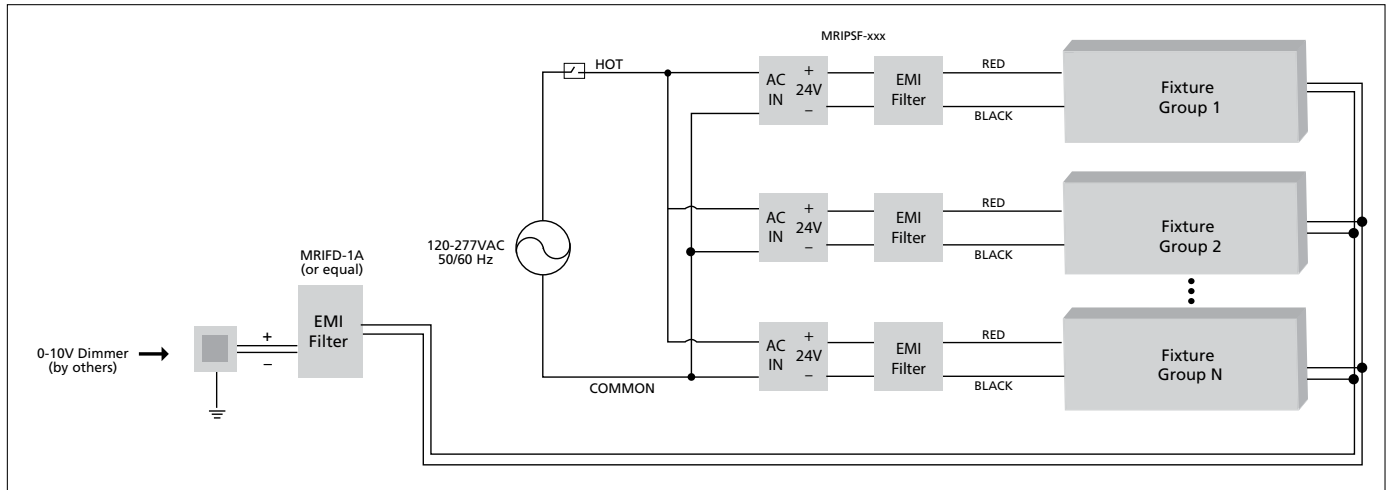 MRIPSF-xxx
HOT
AC
IN
+
24V
–
EMI
Filter
RED
BLACK
Fixture
Group 1
120-277VAC
50/60 Hz
AC
IN
+
24V
–
EMI
Filter
RED
BLACK
Fixture
Group 2
MRIFD-1A
(or equal)
EMI
Filter
+
–
0-10V Dimmer
(by others)
COMMON
AC
IN
+
24V
–
EMI
Filter
RED
BLACK
Fixture
Group N